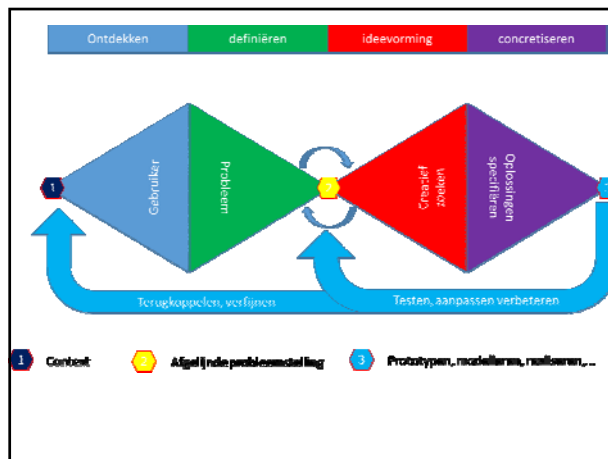 Ontdekken
definiëren
ideevorming
concretiseren
Gebruiker
Probleem
Creatief
zoeken
Oplossingen
specifiëren
1
2
Terugkoppelen, verfijnen
Testen, aanpassen verbeteren
1 Context
2 Afgelijnde probleemstelling
3 Prototypen, modelleren, realiseren, ...